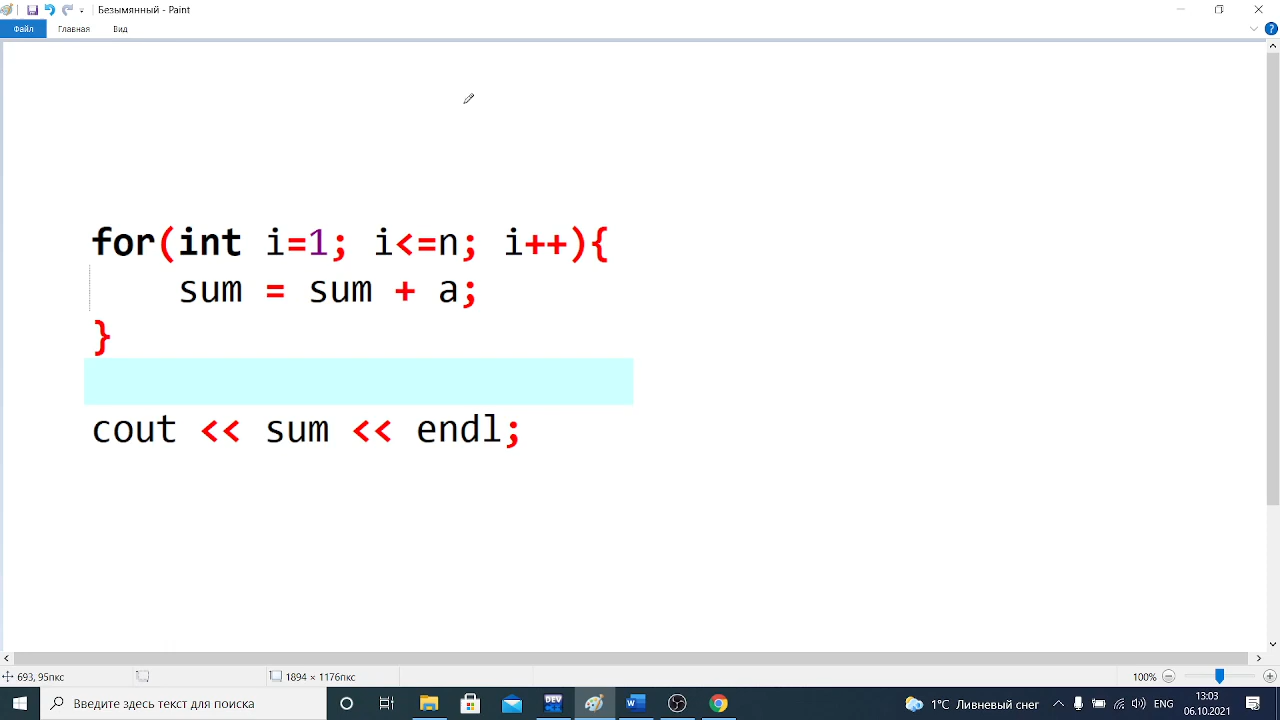 Безымянный - Paint
Файл Главная Вид
for(int i=1; i<=n; i++){
sum = sum + a;
}
cout << sum << endl;
693, 95пкс 1894 × 1176пкс 100%
Введите здесь текст для поиска DEV 1°C Ливневый снег ENG 13:03
06.10.2021